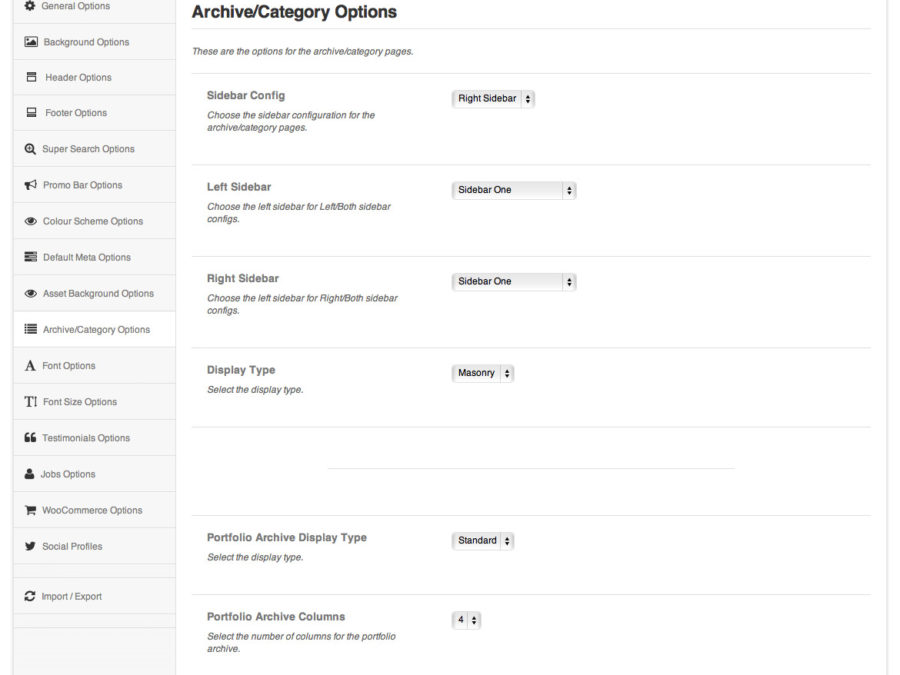 General Options
Background Options
Header Options
Footer Options
Super Search Options
Promo Bar Options
Colour Scheme Options
Default Meta Options
Asset Background Options
Archive/Category Options
Font Options
Font Size Options
Testimonials Options
Jobs Options
WooCommerce Options
Social Profiles
Import / Export
Archive/Category Options
These are the options for the archive/category pages.
Sidebar Config
Choose the sidebar configuration for the
archive/category pages.
Right Sidebar
Left Sidebar
Choose the left sidebar for Left/Both sidebar
configs.
Sidebar One
Right Sidebar
Choose the left sidebar for Right/Both sidebar
configs.
Sidebar One
Display Type
Select the display type.
Masonry
Portfolio Archive Display Type
Select the display type.
Standard
Portfolio Archive Columns
Select the number of columns for the portfolio
archive.
4